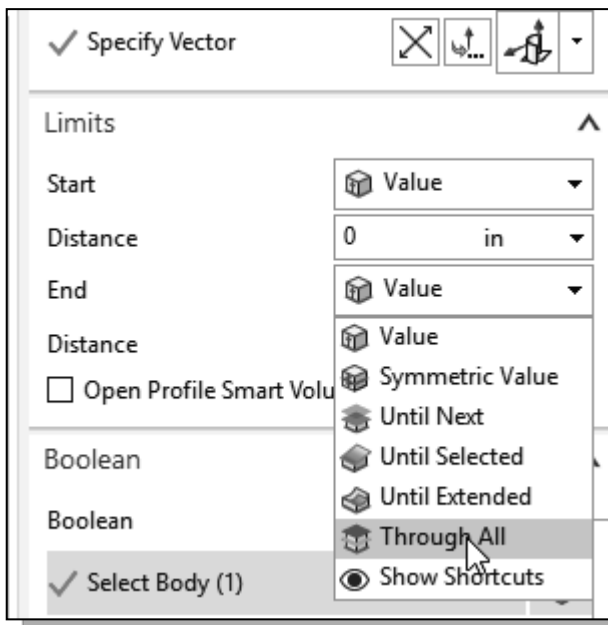 Specify Vector
Limits
Start Value
Distance 0 in
End Value
Distance Value
Symmetric Value
Open Profile Smart Volu
Until Next
Until Selected
Boolean
Until Extended
Boolean Through All
Select Body (1) Show Shortcuts